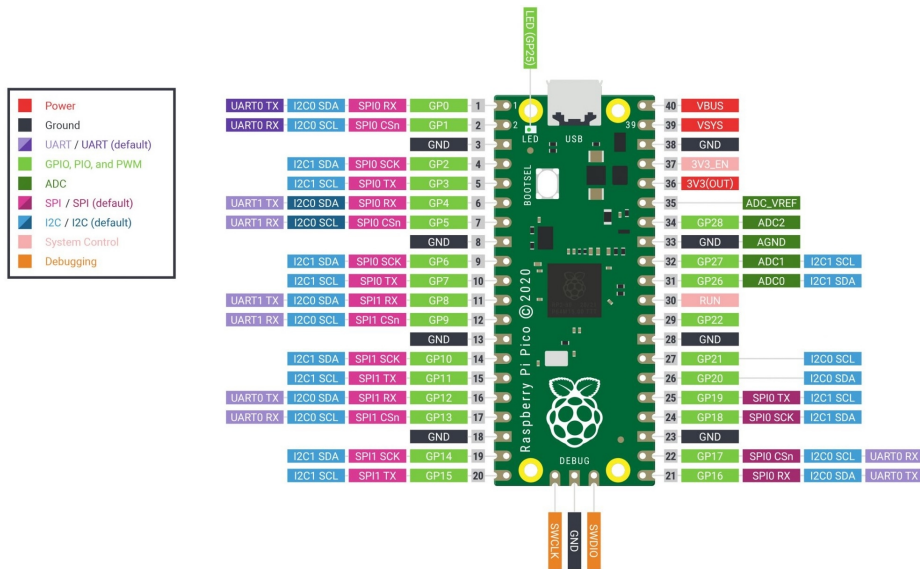 LED (GP25)
Power
Ground
UART / UART (default)
GPIO, PIO, and PWM
ADC
SPI / SPI (default)
I2C / I2C (default)
System Control
Debugging
UART0 TX I2C0 SDA SPI0 RX GP0 1
UART0 RX I2C0 SCL SPI0 CSn GP1 2
GND 3
I2C1 SDA SPI0 SCK GP2 4
I2C1 SCL SPI0 TX GP3 5
UART1 TX I2C0 SDA SPI0 RX GP4 6
UART1 RX I2C0 SCL SPI0 CSn GP5 7
GND 8
I2C1 SDA SPI0 SCK GP6 9
I2C1 SCL SPI0 TX GP7 10
UART1 TX I2C0 SDA SPI1 RX GP8 11
UART1 RX I2C0 SCL SPI1 CSn GP9 12
GND 13
I2C1 SDA SPI1 SCK GP10 14
I2C1 SCL SPI1 TX GP11 15
UART0 TX I2C0 SDA SPI1 RX GP12 16
UART0 RX I2C0 SCL SPI1 CSn GP13 17
GND 18
I2C1 SDA SPI1 SCK GP14 19
I2C1 SCL SPI1 TX GP15 20
1
2
39
LED
USB
BOOTSEL
Raspberry Pi Pico © 2020
DEBUG
40 VBUS
39 VSYS
38 GND
37 3V3_EN
36 3V3(OUT)
35 ADC_VREF
34 GP28 ADC2
33 GND AGND
32 GP27 ADC1 I2C1 SCL
31 GP26 ADC0 I2C1 SDA
30 RUN
29 GP22
28 GND
27 GP21 I2C0 SCL
26 GP20 I2C0 SDA
25 GP19 SPI0 TX I2C1 SCL
24 GP18 SPI0 SCK I2C1 SDA
23 GND
22 GP17 SPI0 CSn I2C0 SCL UART0 RX
21 GP16 SPI0 RX I2C0 SDA UART0 TX
SWCLK
GND
SWDIO